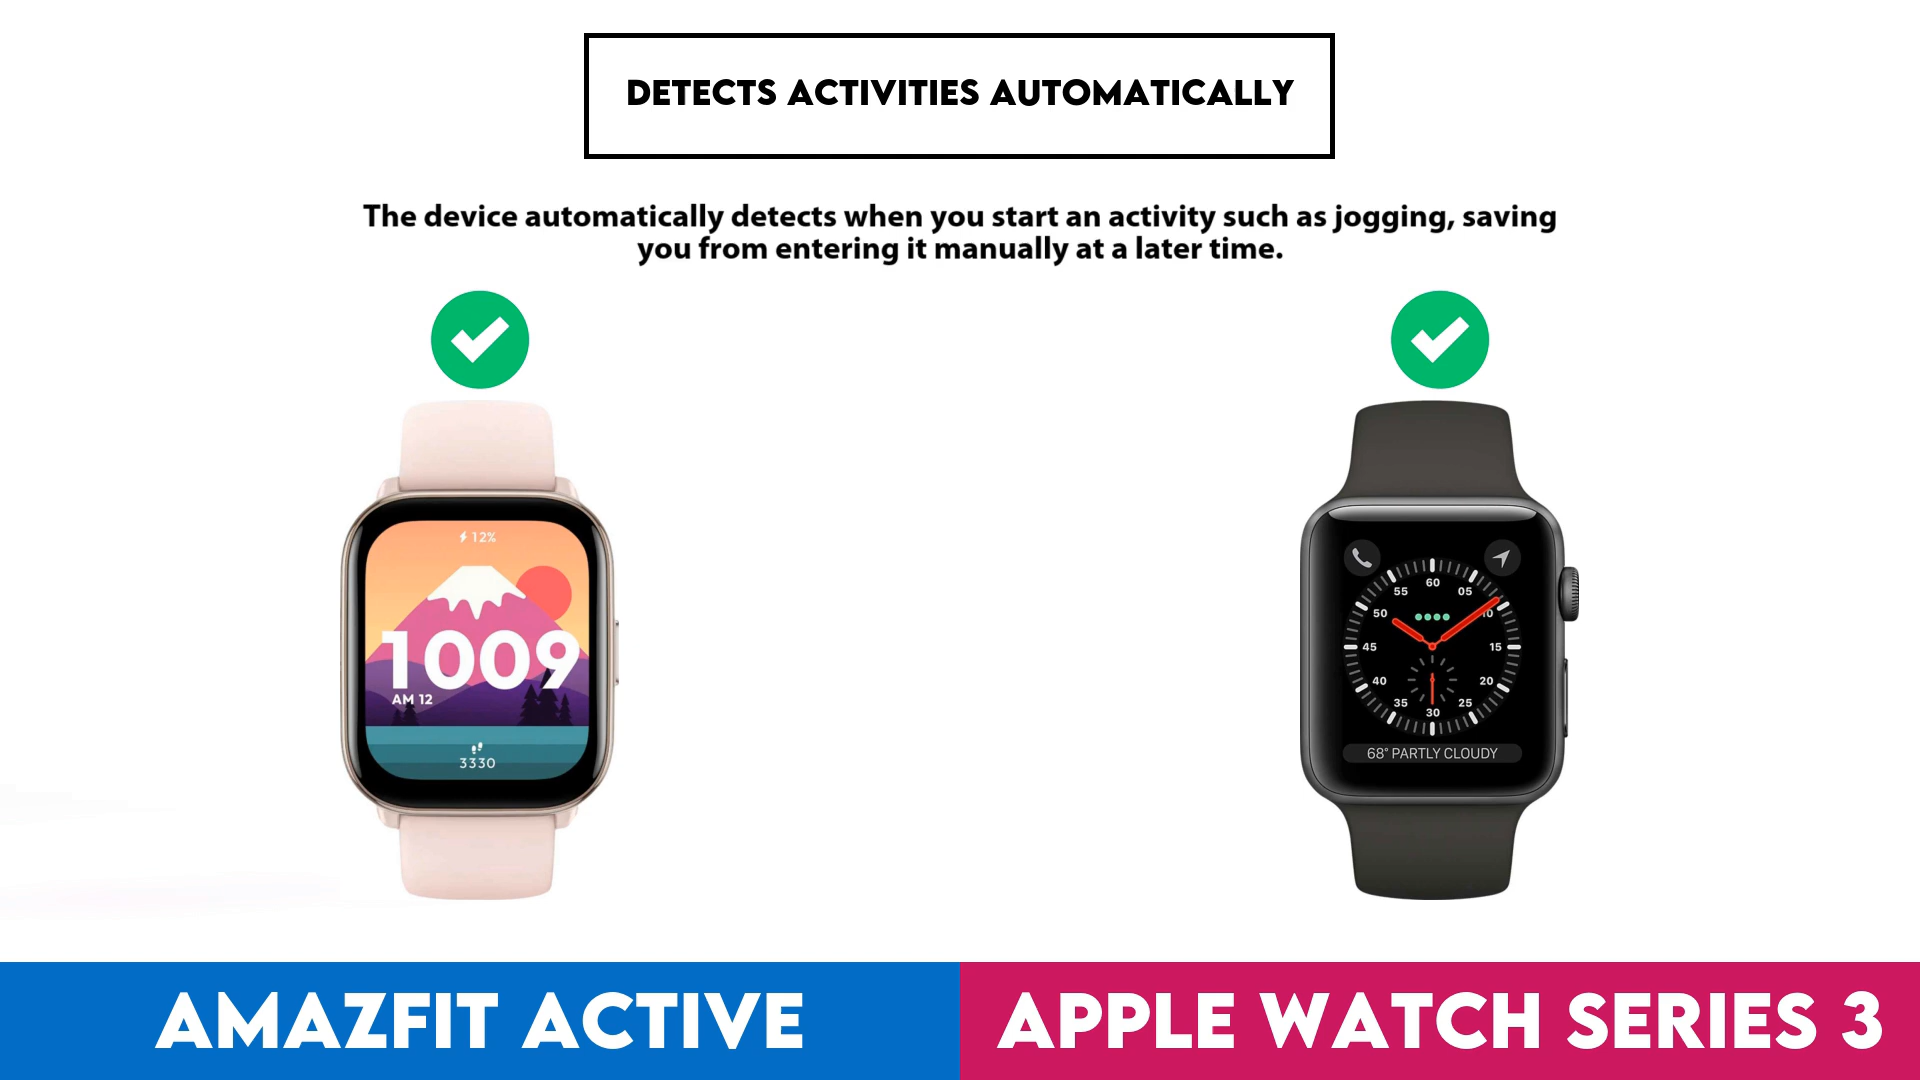 DETECTS ACTIVITIES AUTOMATICALLY
The device automatically detects when you start an activity such as jogging, saving
you from entering it manually at a later time.
12%
1009
AM 12
3330
60
55 05
50 10
45 15
40 20
35 25
30
68° PARTLY CLOUDY
AMAZFIT ACTIVE
APPLE WATCH SERIES 3